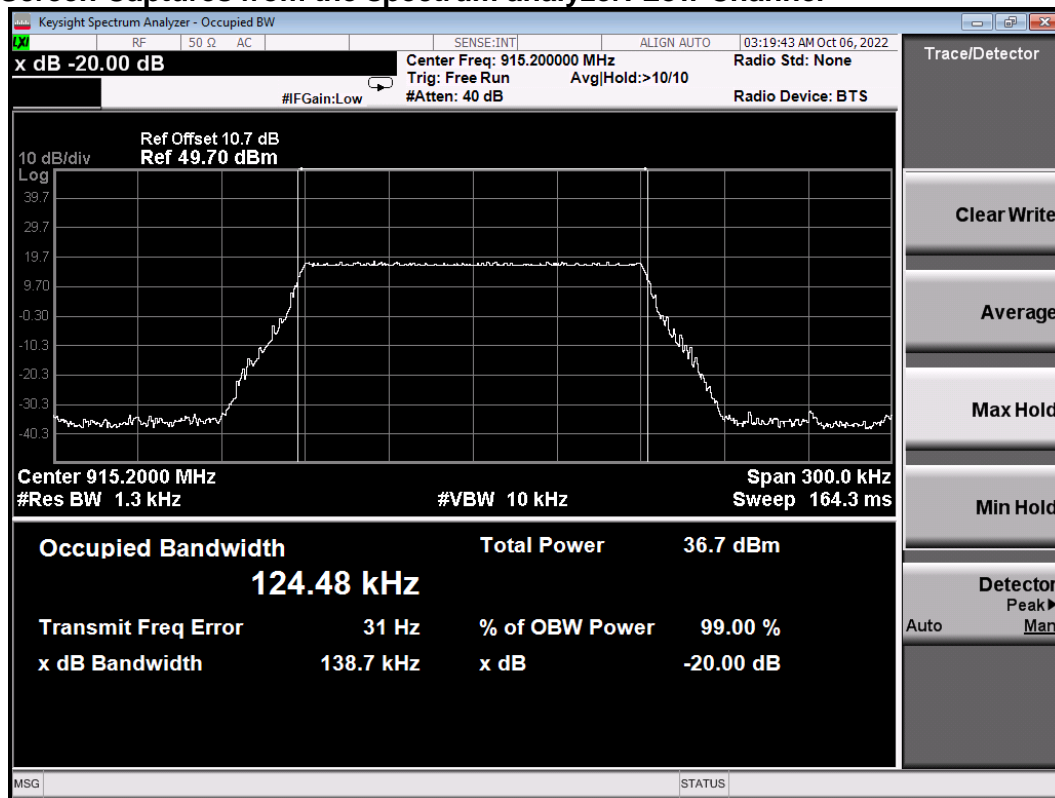 Screen Captures from the spectrum analyzer: Low Channel
Keysight Spectrum Analyzer - Occupied BW
LXI RF 50 Ω AC SENSE:INT ALIGN AUTO 03:19:43 AM Oct 06, 2022
x dB -20.00 dB
Center Freq: 915.200000 MHz
Radio Std: None
Trig: Free Run
Avg|Hold:>10/10
#IFGain:Low
#Atten: 40 dB
Radio Device: BTS
Ref Offset 10.7 dB
10 dB/div Ref 49.70 dBm
Log
39.7
29.7
19.7
9.70
-0.30
-10.3
-20.3
-30.3
-40.3
Center 915.2000 MHz
Span 300.0 kHz
#Res BW 1.3 kHz
#VBW 10 kHz
Sweep 164.3 ms
Occupied Bandwidth
Total Power 36.7 dBm
124.48 kHz
Transmit Freq Error 31 Hz
% of OBW Power 99.00 %
x dB Bandwidth 138.7 kHz
x dB -20.00 dB
MSG
STATUS
Trace/Detector
Clear Write
Average
Max Hold
Min Hold
Detector
Peak▶
Auto Man